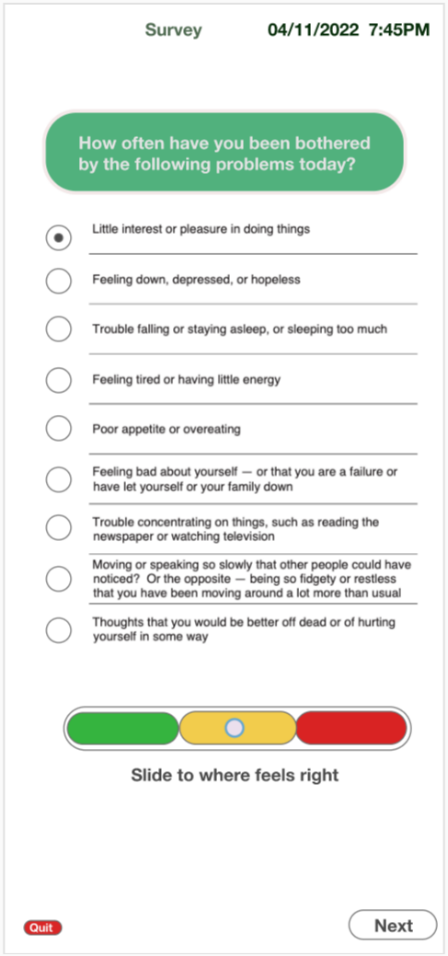 Survey 04/11/2022 7:45PM
How often have you been bothered
by the following problems today?
Little interest or pleasure in doing things
Feeling down, depressed, or hopeless
Trouble falling or staying asleep, or sleeping too much
Feeling tired or having little energy
Poor appetite or overeating
Feeling bad about yourself — or that you are a failure or
have let yourself or your family down
Trouble concentrating on things, such as reading the
newspaper or watching television
Moving or speaking so slowly that other people could have
noticed? Or the opposite — being so fidgety or restless
that you have been moving around a lot more than usual
Thoughts that you would be better off dead or of hurting
yourself in some way
Slide to where feels right
Quit
Next